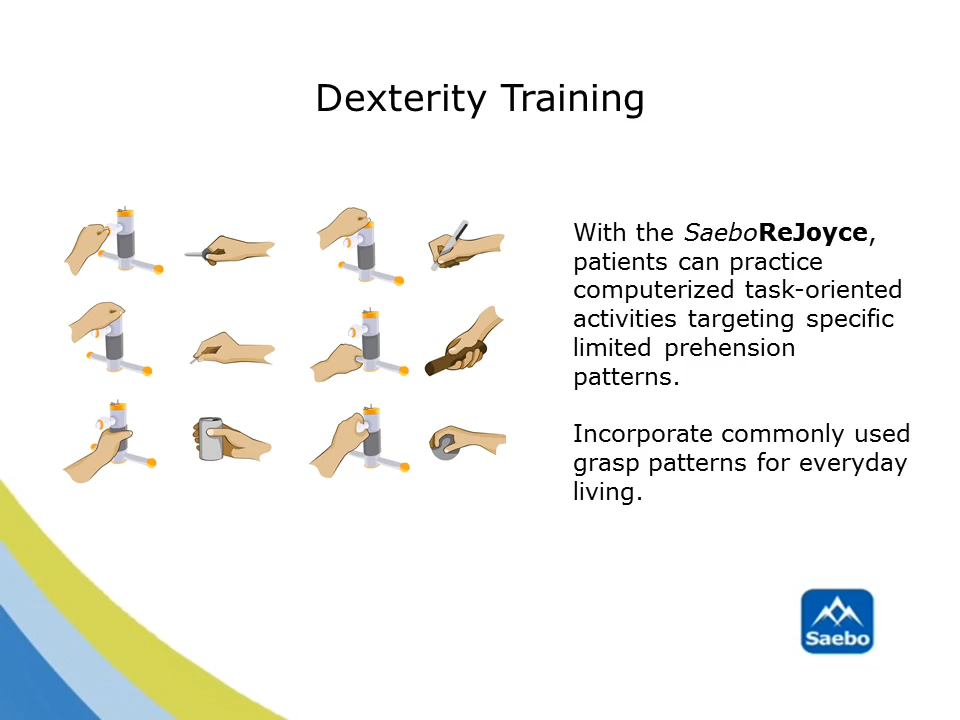 Dexterity Training
With the SaeboReJoyce,
patients can practice
computerized task-oriented
activities targeting specific
limited prehension
patterns.
Incorporate commonly used
grasp patterns for everyday
living.
Saebo